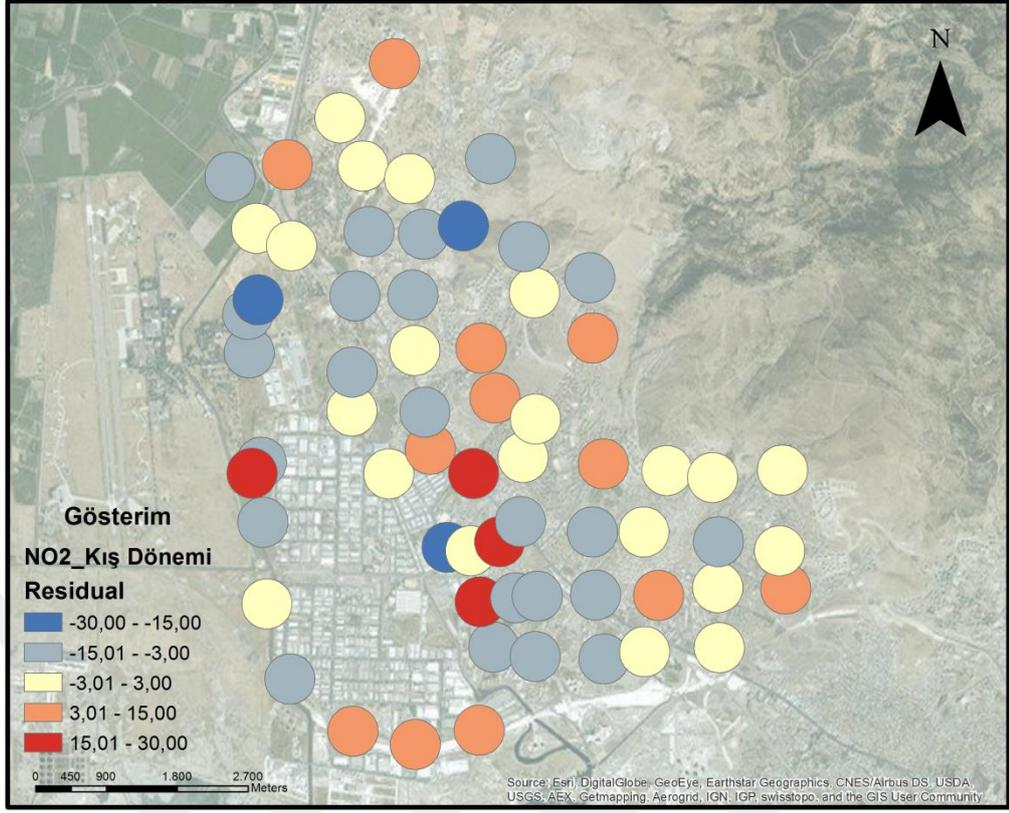 N
Gösterim
NO2_Kış Dönemi
Residual
-30,00 - -15,00
-15,01 - -3,00
-3,01 - 3,00
3,01 - 15,00
15,01 - 30,00
0 450 900 1.800 2.700
Meters
Source: Esri, DigitalGlobe, GeoEye, Earthstar Geographics, CNES/Airbus DS, USDA,
USGS, AEX, Getmapping, Aerogrid, IGN, IGP, swisstopo, and the GIS User Community